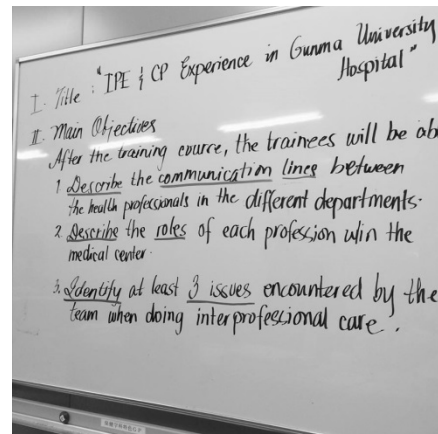 I. Title : "IPE & CP Experience in Gunma University
Hospital"
II. Main Objectives
After the training course, the trainees will be ab
1 Describe the communication lines between
the health professionals in the different departments.
2. Describe the roles of each profession w/in the
medical center.
3. Identify at least 3 issues encountered by the
team when doing interprofessional care.